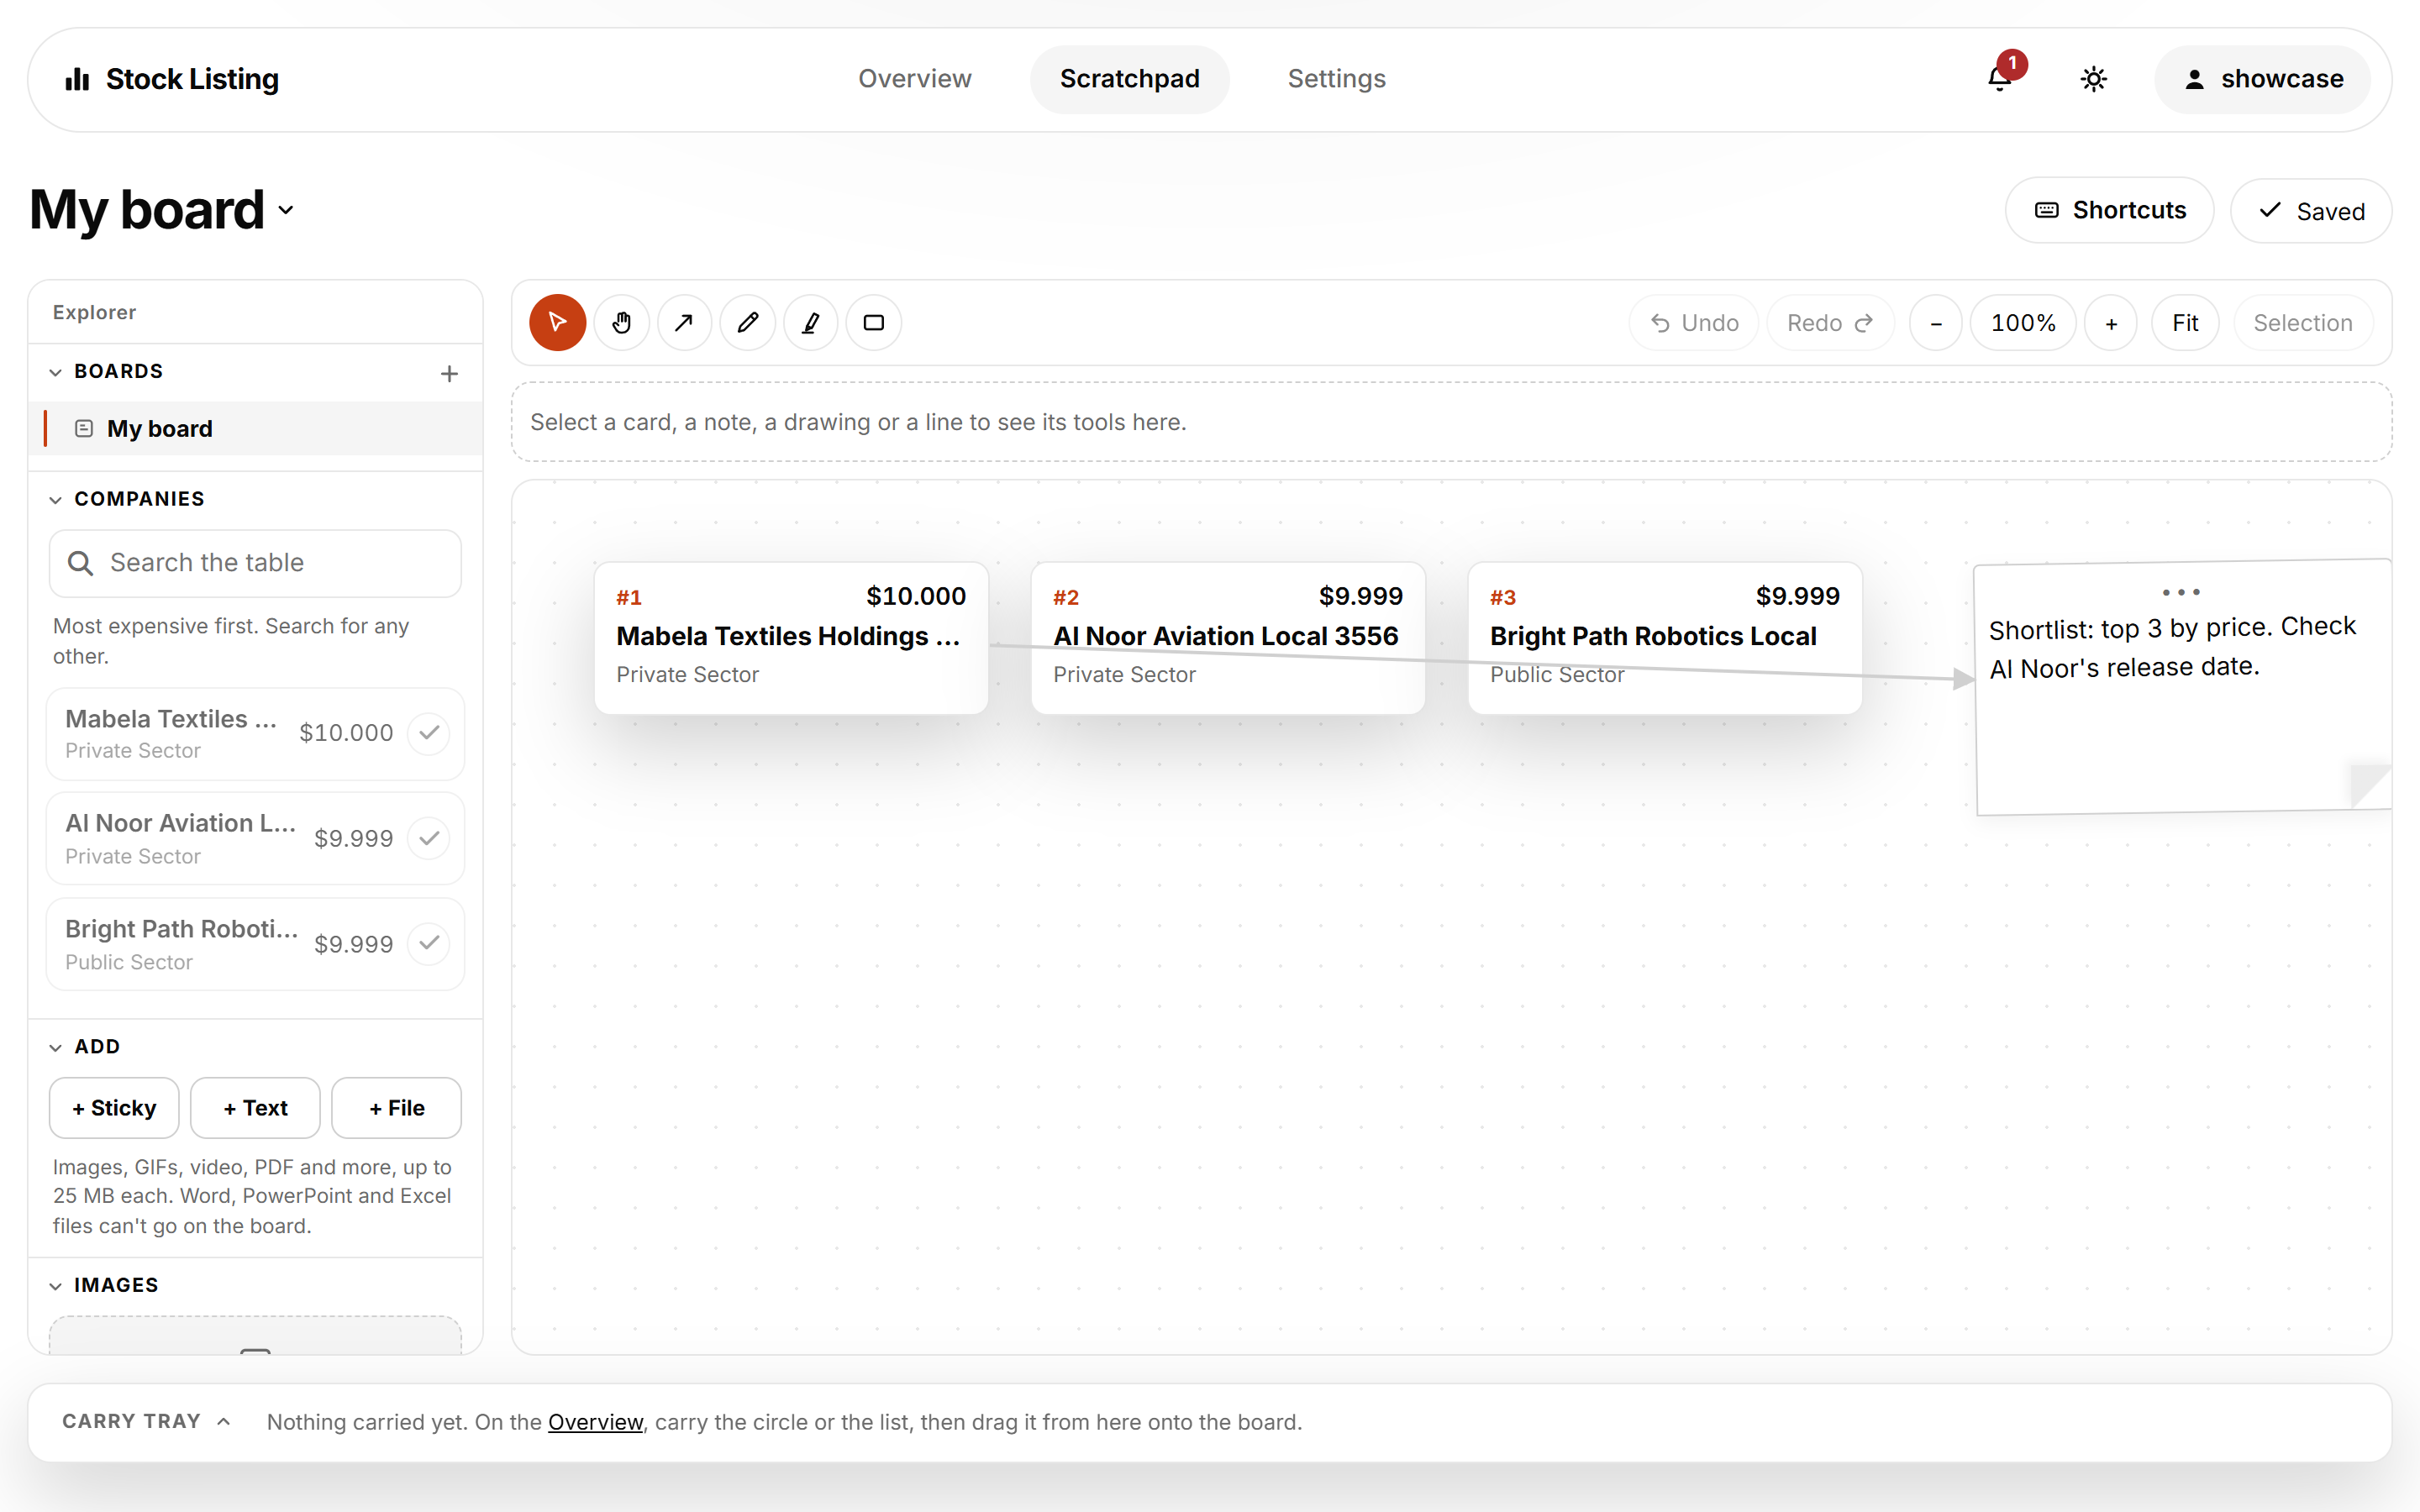 Stock Listing
Overview
Scratchpad
Settings
1
showcase
My board
Shortcuts
Saved
Explorer
BOARDS
My board
COMPANIES
Search the table
Most expensive first. Search for any
other.
Mabela Textiles ...
$10.000
Private Sector
Al Noor Aviation L...
$9.999
Private Sector
Bright Path Roboti...
$9.999
Public Sector
ADD
+ Sticky
+ Text
+ File
Images, GIFs, video, PDF and more, up to
25 MB each. Word, PowerPoint and Excel
files can't go on the board.
IMAGES
Undo
Redo
−
100%
+
Fit
Selection
Select a card, a note, a drawing or a line to see its tools here.
#1
$10.000
Mabela Textiles Holdings ...
Private Sector
#2
$9.999
Al Noor Aviation Local 3556
Private Sector
#3
$9.999
Bright Path Robotics Local
Public Sector
Shortlist: top 3 by price. Check
Al Noor's release date.
CARRY TRAY
Nothing carried yet. On the Overview, carry the circle or the list, then drag it from here onto the board.